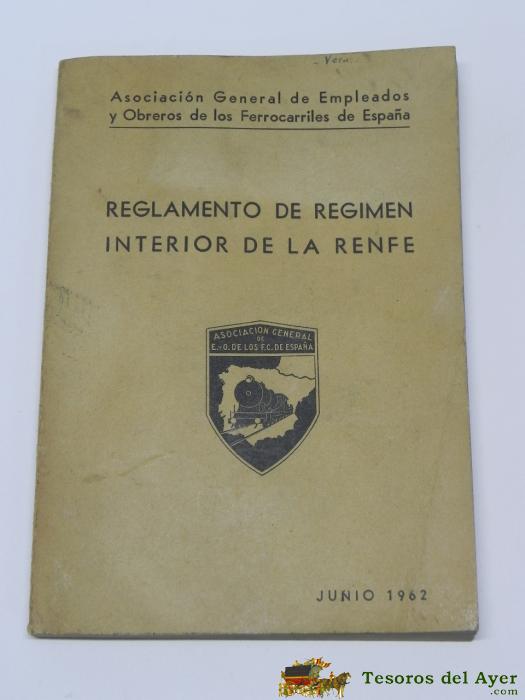 Asociación General de Empleados
y Obreros de los Ferrocarriles de España
REGLAMENTO DE REGIMEN
INTERIOR DE LA RENFE
ASOCIACION GENERAL
DE
E. Y O. DE LOS F.C. DE ESPAÑA
JUNIO 1962
Tesoros del Ayer
.com